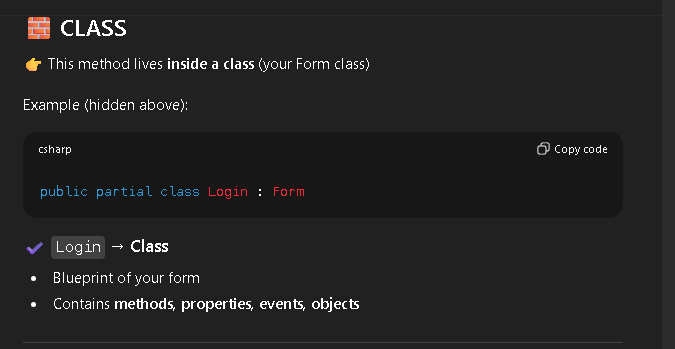 🧱 CLASS
👉 This method lives inside a class (your Form class)
Example (hidden above):
csharp
Copy code
public partial class Login : Form
✔ Login → Class
• Blueprint of your form
• Contains methods, properties, events, objects